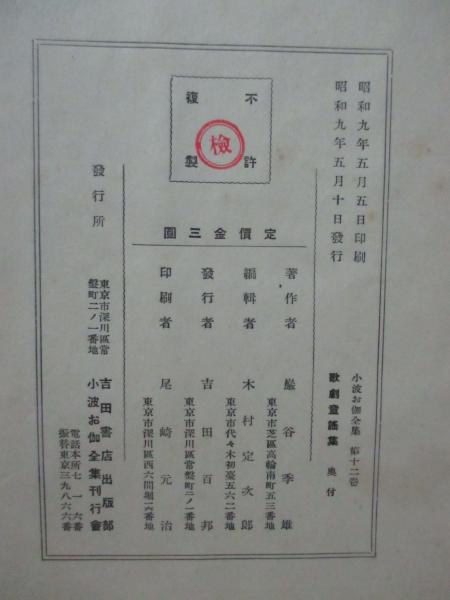 昭和九年五月五日印刷
昭和九年五月十日發行
小波お伽全集 第十二卷
歌劇童謡集 奥付
不許
複製
檢
定價金三圓
著作者 巖谷季雄
東京市芝區高輪南町五三番地
編輯者 木村定次郎
東京市代々木初臺五六二番地
發行者 吉田百邦
東京市深川區常盤町二ノ一番地
印刷者 尾崎元治
東京市深川區西六間堀二六番地
發行所
東京市深川區常
盤町二ノ一番地
吉田書店出版部
小波お伽全集刊行會
電話本所七一六番
振替東京三九八六六番